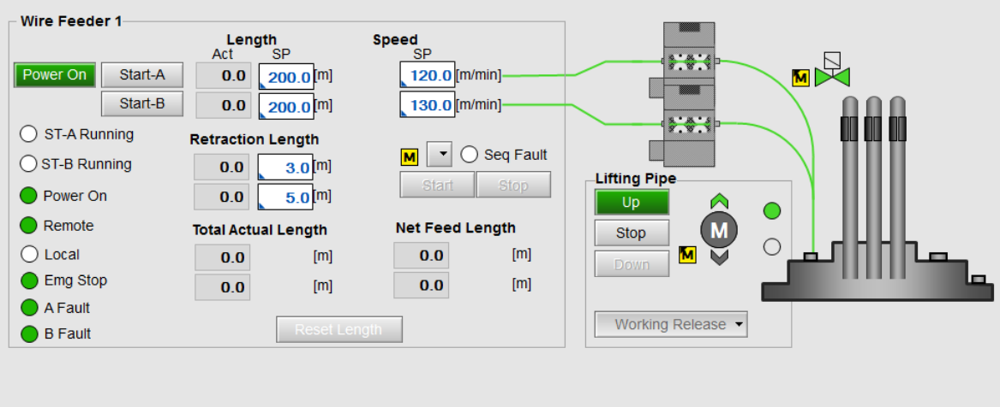 Wire Feeder 1
Length Speed
Act SP SP
Power On Start-A 0.0 200.0 [m] 120.0 [m/min]
Start-B 0.0 200.0 [m] 130.0 [m/min]
ST-A Running
ST-B Running
Power On
Remote
Local
Emg Stop
A Fault
B Fault
Retraction Length
0.0 3.0 [m]
0.0 5.0 [m]
M Seq Fault
Start Stop
Total Actual Length
0.0 [m]
0.0 [m]
Net Feed Length
0.0 [m]
0.0 [m]
Reset Length
M
Lifting Pipe
Up
Stop
Down
M
M
Working Release